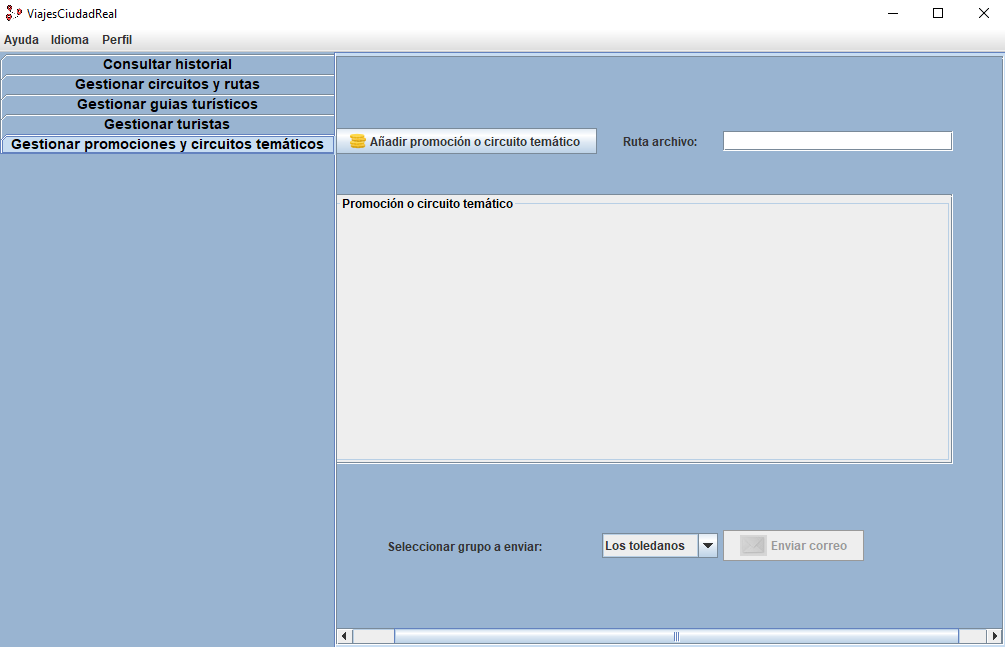 ViajesCiudadReal
Ayuda Idioma Perfil
Consultar historial
Gestionar circuitos y rutas
Gestionar guias turísticos
Gestionar turistas
Gestionar promociones y circuitos temáticos
Añadir promoción o circuito temático Ruta archivo:
Promoción o circuito temático
Seleccionar grupo a enviar: Los toledanos Enviar correo